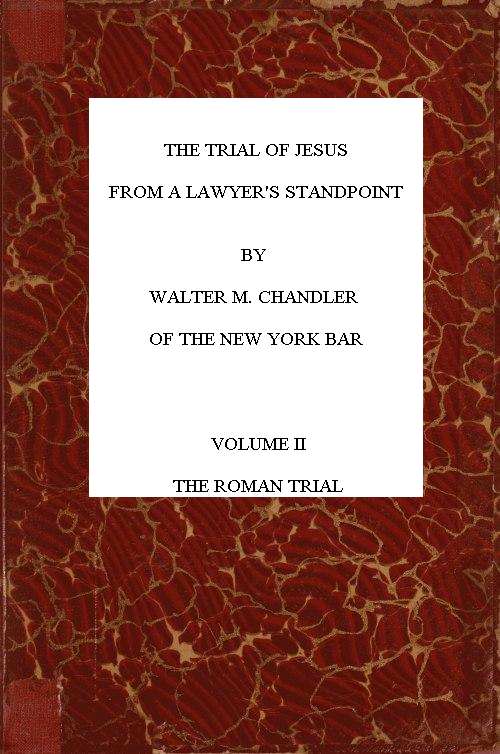 THE TRIAL OF JESUS
FROM A LAWYER'S STANDPOINT
BY
WALTER M. CHANDLER
OF THE NEW YORK BAR
VOLUME II
THE ROMAN TRIAL